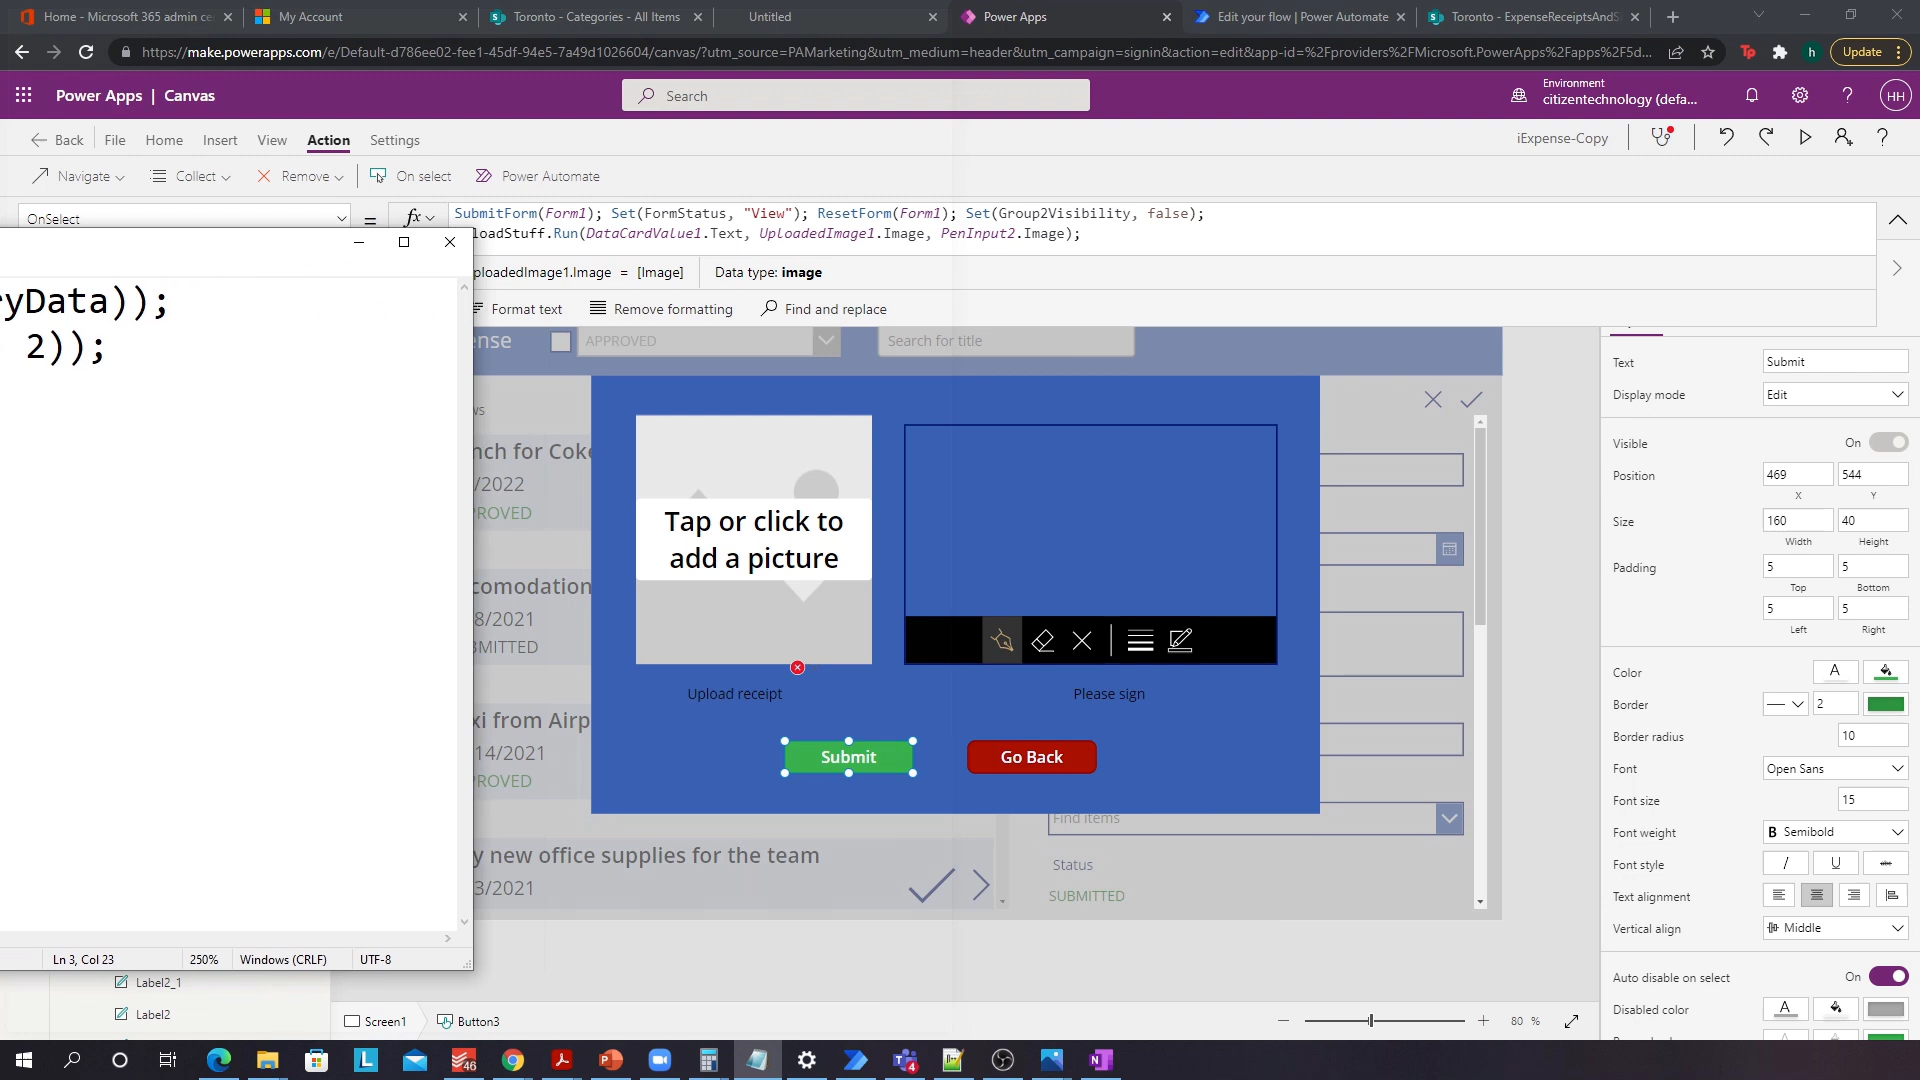 Home - Microsoft 365 admin ce
My Account
Toronto - Categories - All Items
Untitled
Power Apps
Edit your flow | Power Automate
Toronto - ExpenseReceiptsAndS
https://make.powerapps.com/e/Default-d786ee02-fee1-45df-94e5-7a49d1026604/canvas/?utm_source=PAMarketing&utm_medium=header&utm_campaign=signin&action=edit&app-id=%2Fproviders%2FMicrosoft.PowerApps%2Fapps%2F5d...
Tp
h
Update
Power Apps | Canvas
Search
Environment
citizentechnology (defa...
HH
Back
File
Home
Insert
View
Action
Settings
iExpense-Copy
Navigate
Collect
Remove
On select
Power Automate
OnSelect
=
fx
SubmitForm(Form1); Set(FormStatus, "View"); ResetForm(Form1); Set(Group2Visibility, false);
loadStuff.Run(DataCardValue1.Text, UploadedImage1.Image, PenInput2.Image);
ploadedImage1.Image = [Image]
Data type: image
Format text
Remove formatting
Find and replace
yData));
2));
Ln 3, Col 23
250%
Windows (CRLF)
UTF-8
Label2_1
Label2
ense
APPROVED
Search for title
ws
nch for Coke
/2022
ROVED
comodation
8/2021
MITTED
xi from Airp
14/2021
ROVED
y new office supplies for the team
3/2021
Tap or click to
add a picture
Upload receipt
Please sign
Submit
Go Back
Find items
Status
SUBMITTED
Screen1
Button3
80 %
Text
Submit
Display mode
Edit
Visible
On
Position
469
544
X
Y
Size
160
40
Width
Height
Padding
5
5
Top
Bottom
5
5
Left
Right
Color
A
Border
2
Border radius
10
Font
Open Sans
Font size
15
Font weight
B Semibold
Font style
/
U
abc
Text alignment
Vertical align
Middle
Auto disable on select
On
Disabled color
A
L
46
4